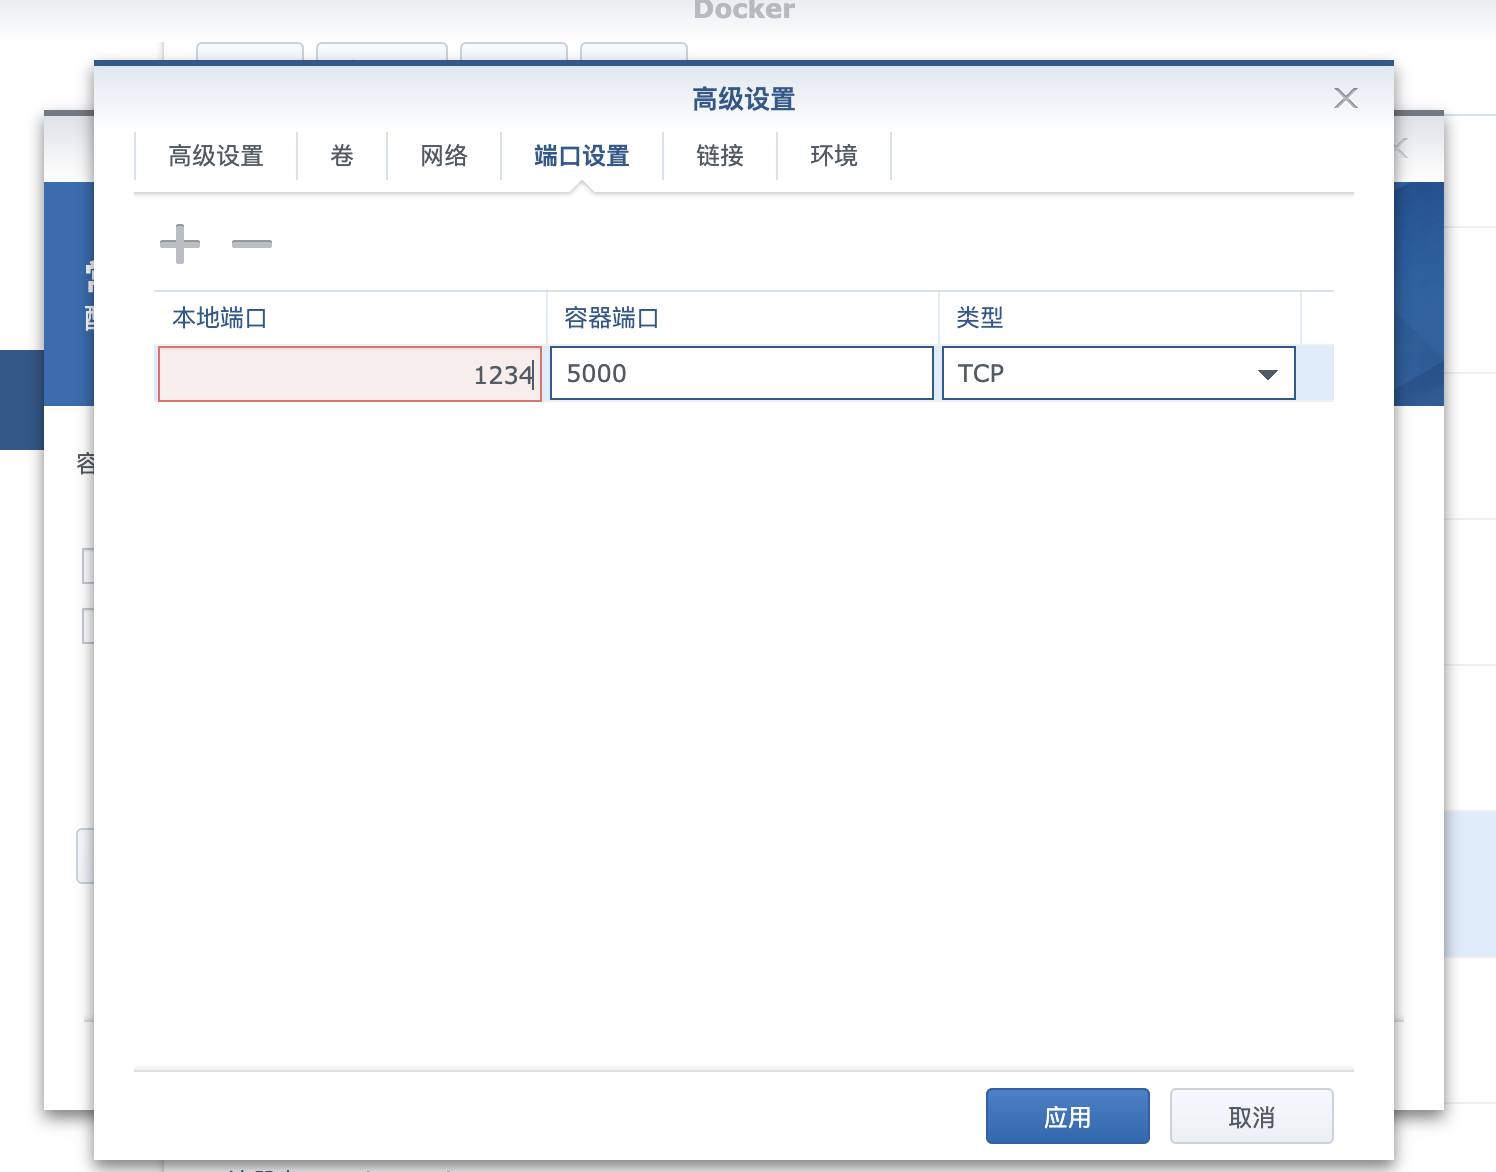 Docker
高级设置
高级设置 卷 网络 端口设置 链接 环境
本地端口 容器端口 类型
1234 5000 TCP
容
应用 取消